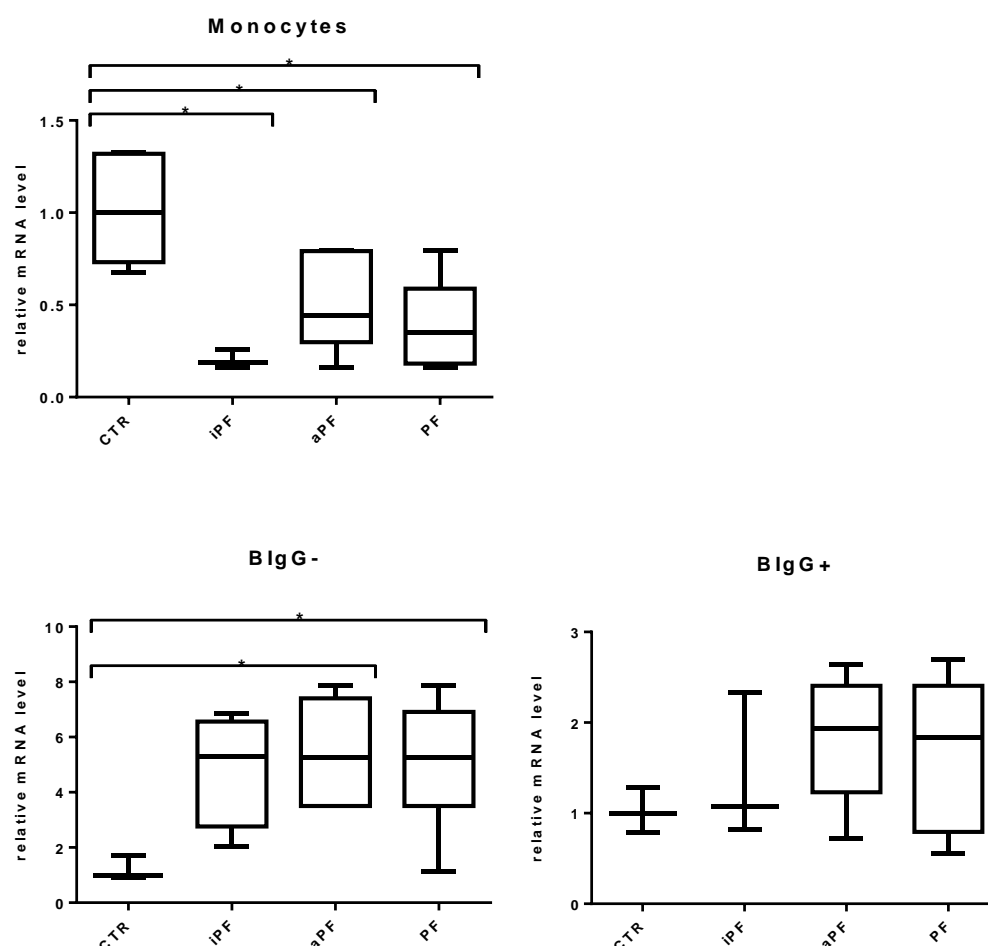 Monocytes
*
*
*
1.5
1.0
0.5
0.0
relative mRNA level
CTR
iPF
aPF
PF
BIgG-
*
*
10
8
6
4
2
0
relative mRNA level
CTR
iPF
aPF
PF
BIgG+
3
2
1
0
relative mRNA level
CTR
iPF
aPF
PF